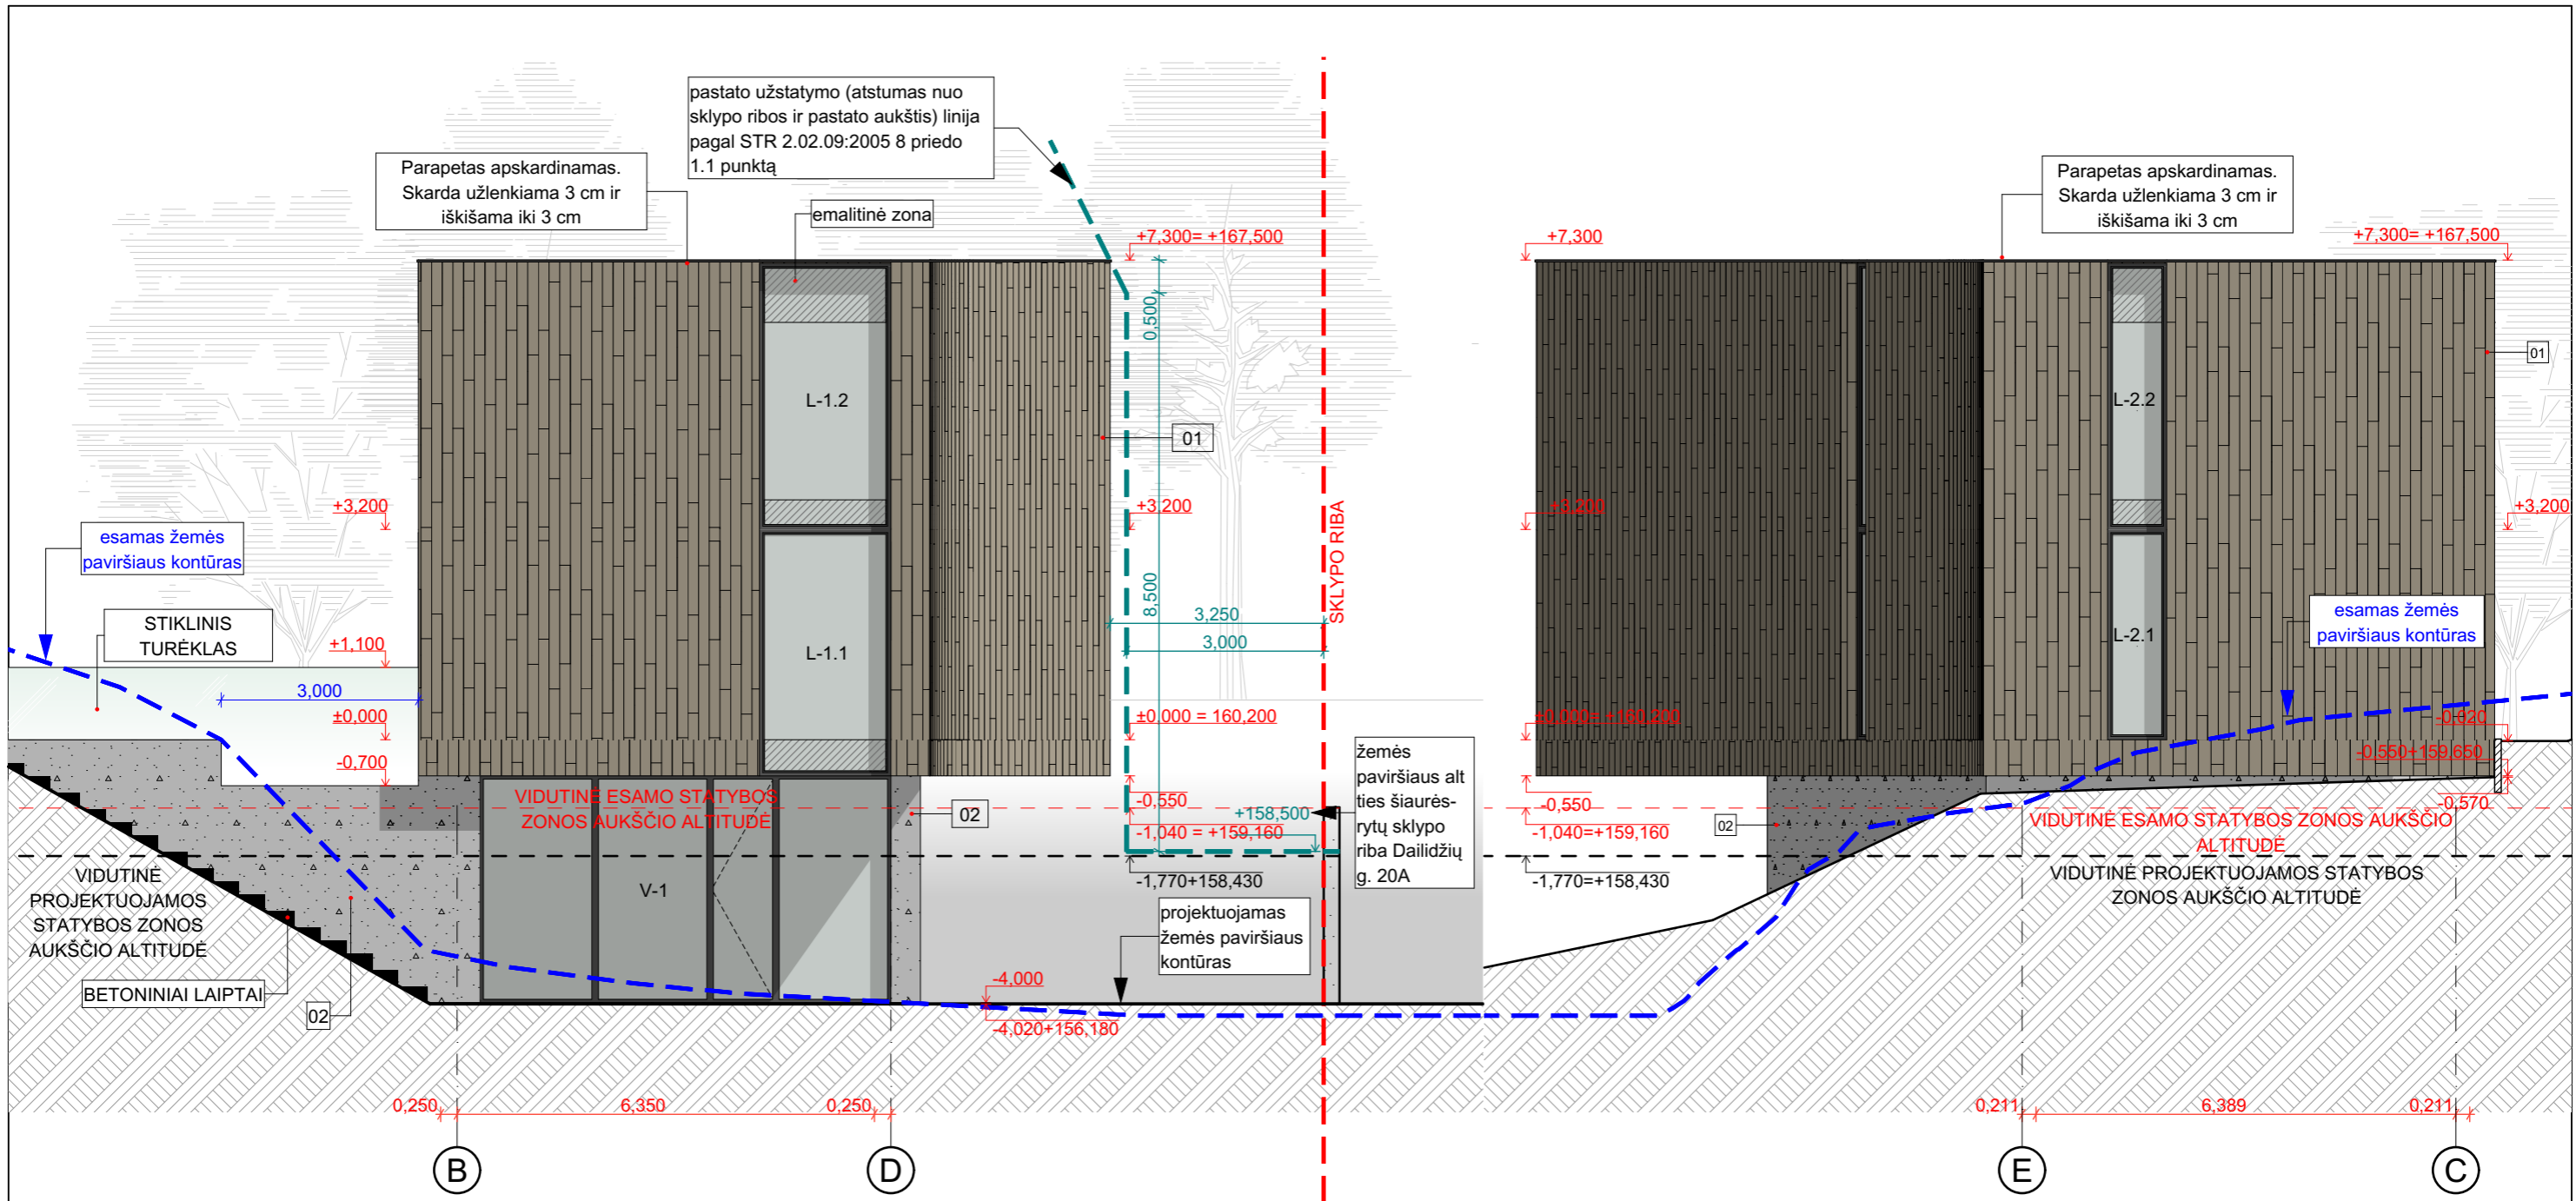 pastato užstatymo (atstumas nuo
sklypo ribos ir pastato aukštis) linija
pagal STR 2.02.09:2005 8 priedo
1.1 punktą
Parapetas apskardinamas.
Skarda užlenkiama 3 cm ir
iškišama iki 3 cm
emalitinė zona
Parapetas apskardinamas.
Skarda užlenkiama 3 cm ir
iškišama iki 3 cm
+7,300= +167,500
+7,300
+7,300= +167,500
0,500
01
L-1.2
L-2.2
01
+3,200
+3,200
+3,200
+3,200
SKLYPO RIBA
esamas žemės
paviršiaus kontūras
8,500
3,250
3,000
STIKLINIS
TURĖKLAS
+1,100
L-1.1
L-2.1
esamas žemės
paviršiaus kontūras
3,000
±0,000
±0,000 = 160,200
±0,000= +160,200
-0,020
-0,700
-0,550+159,650
žemės
paviršiaus alt
ties šiaurės-
rytų sklypo
riba Dailidžių
g. 20A
VIDUTINĖ ESAMO STATYBOS
ZONOS AUKŠČIO ALTITUDĖ
02
-0,550
+158,500
-1,040 = +159,160
59,160
-0,550
-1,040=+159,160
02
-0,570
VIDUTINĖ ESAMO STATYBOS ZONOS AUKŠČIO
ALTITUDĖ
VIDUTINĖ
PROJEKTUOJAMOS
STATYBOS ZONOS
AUKŠČIO ALTITUDĖ
V-1
-1,770+158,430
-1,770=+158,430
VIDUTINĖ PROJEKTUOJAMOS STATYBOS
ZONOS AUKŠČIO ALTITUDĖ
projektuojamas
žemės paviršiaus
kontūras
BETONINIAI LAIPTAI
02
-4,000
-4,020+156,180
0,250
6,350
0,250
0,211
6,389
0,211
B
D
E
C